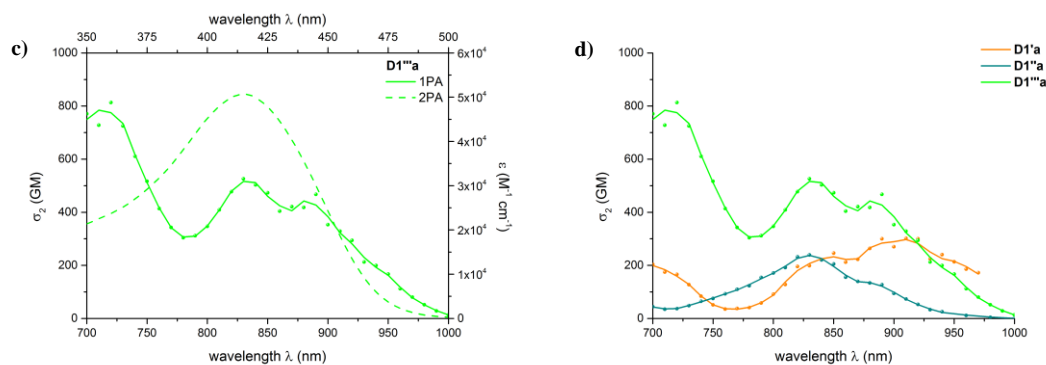 c)
wavelength λ (nm)
350 375 400 425 450 475 500
1000
800
600
400
200
0
σ₂ (GM)
D1'''a
1PA
2PA
6x10⁴
5x10⁴
4x10⁴
3x10⁴
2x10⁴
1x10⁴
0
ε (M⁻¹ cm⁻¹)
700 750 800 850 900 950 1000
wavelength λ (nm)
d)
D1'a
D1''a
D1'''a
1000
800
600
400
200
0
σ₂ (GM)
700 750 800 850 900 950 1000
wavelength λ (nm)